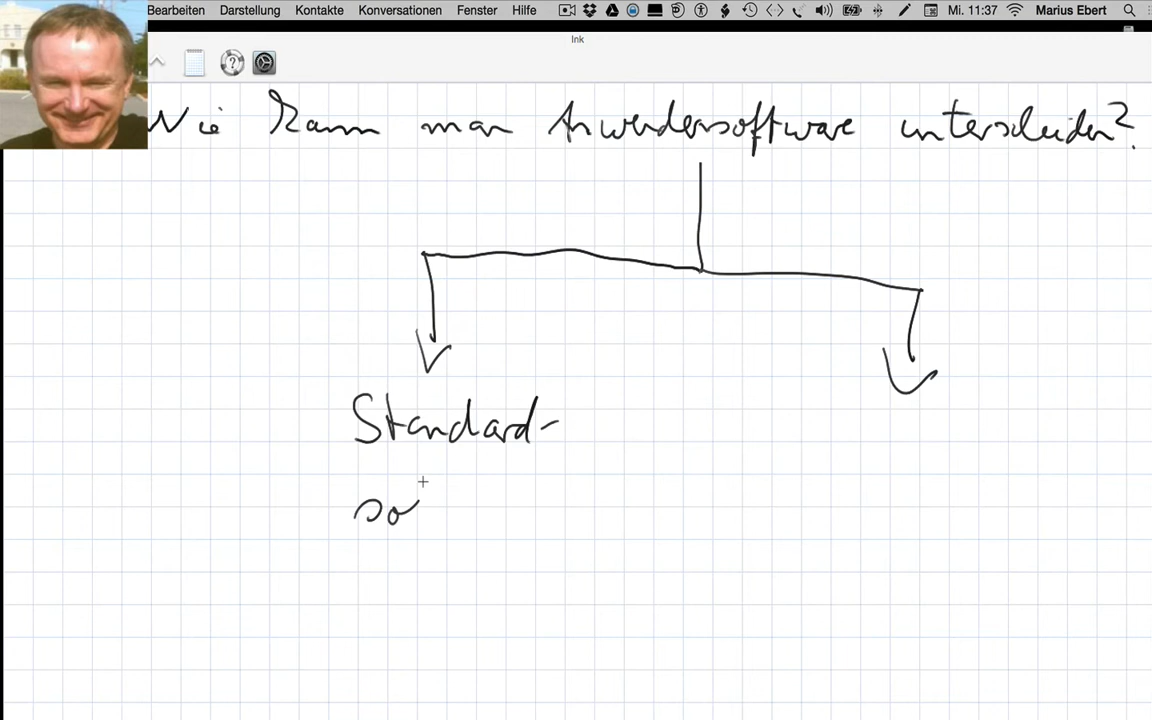 Bearbeiten Darstellung Kontakte Konversationen Fenster Hilfe Mi. 11:37 Marius Ebert
Ink
Wie kann man Anwendersoftware unterscheiden?
Standard-
so